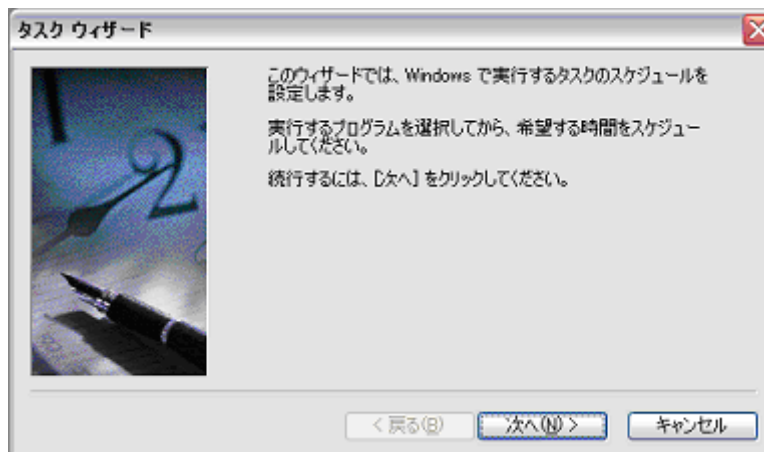 タスク ウィザード
このウィザードでは、Windows で実行するタスクのスケジュールを
設定します。
実行するプログラムを選択してから、希望する時間をスケジュー
ルしてください。
続行するには、[次へ] をクリックしてください。
< 戻る(B)
次へ(N) >
キャンセル